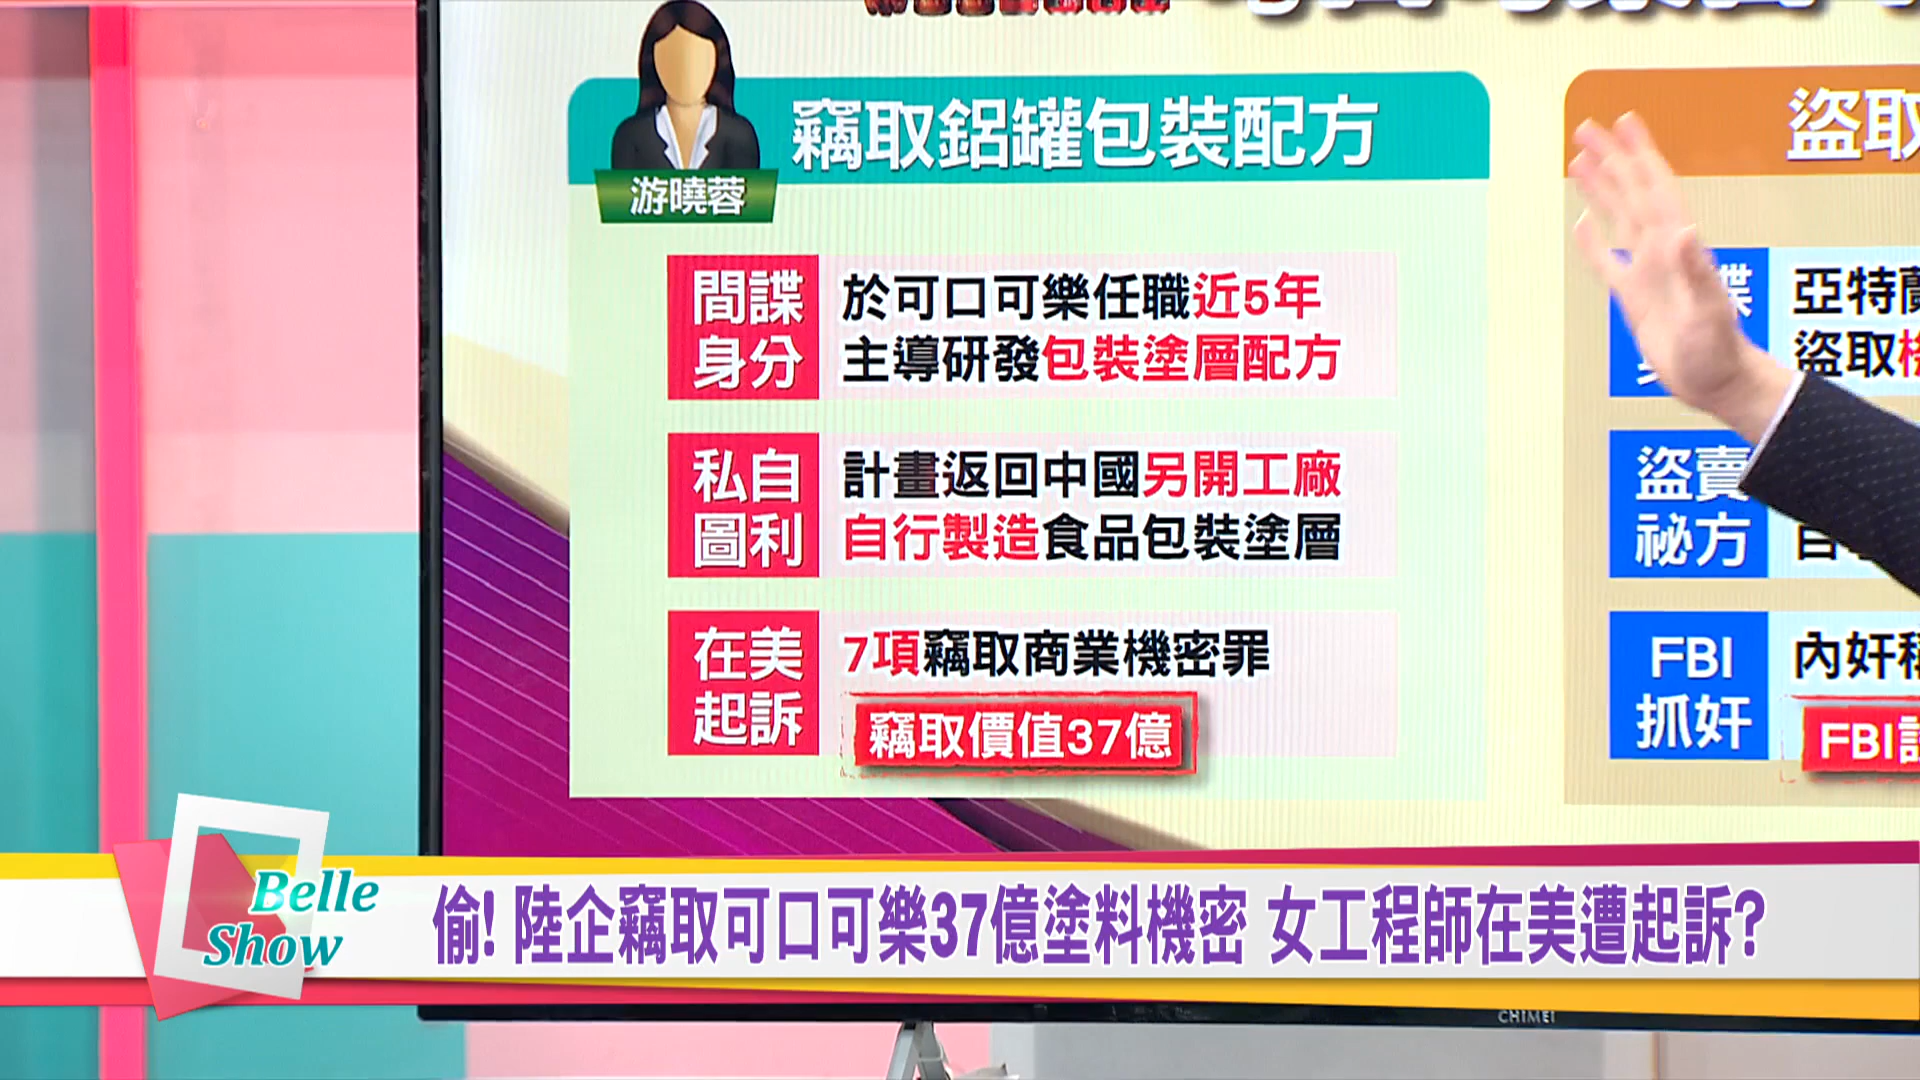 竊取鋁罐包裝配方
游曉蓉
間諜
身分
於可口可樂任職近5年
主導研發包裝塗層配方
私自
圖利
計畫返回中國另開工廠
自行製造食品包裝塗層
在美
起訴
7項竊取商業機密罪
竊取價值37億
盜取
亞特
盜取
盜賣
祕方
FBI
抓奸
內奸
FBI
Belle
Show
偷! 陸企竊取可口可樂37億塗料機密 女工程師在美遭起訴?
CHIMEI